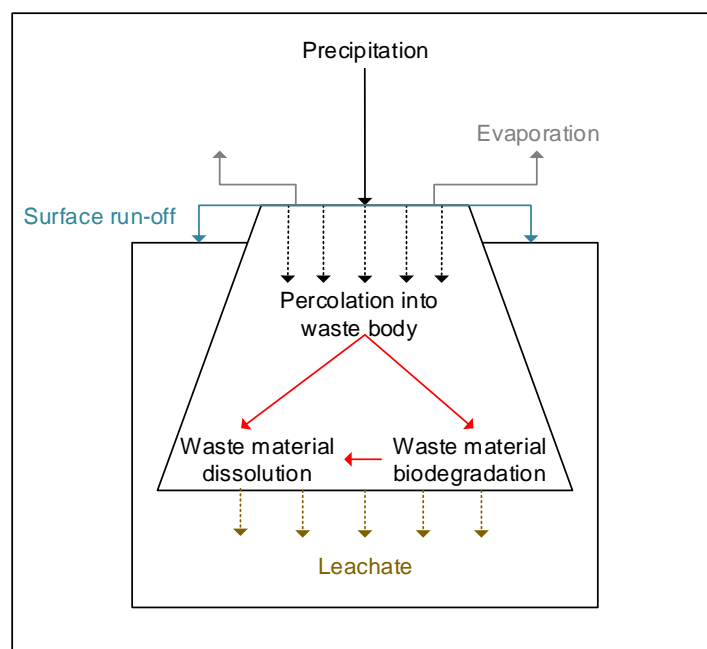 Precipitation
Evaporation
Surface run-off
Percolation into
waste body
Waste material
dissolution
Waste material
biodegradation
Leachate